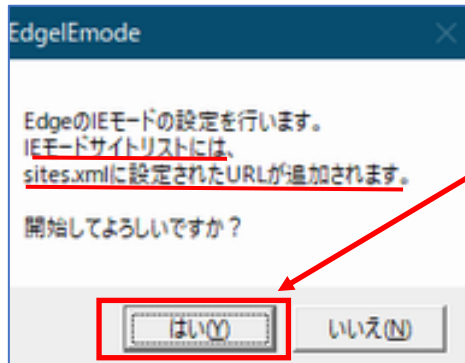 EdgeIEmode
EdgeのIEモードの設定を行います。
IEモードサイトリストには、
sites.xmlに設定されたURLが追加されます。
開始してよろしいですか？
はい(Y)
いいえ(N)